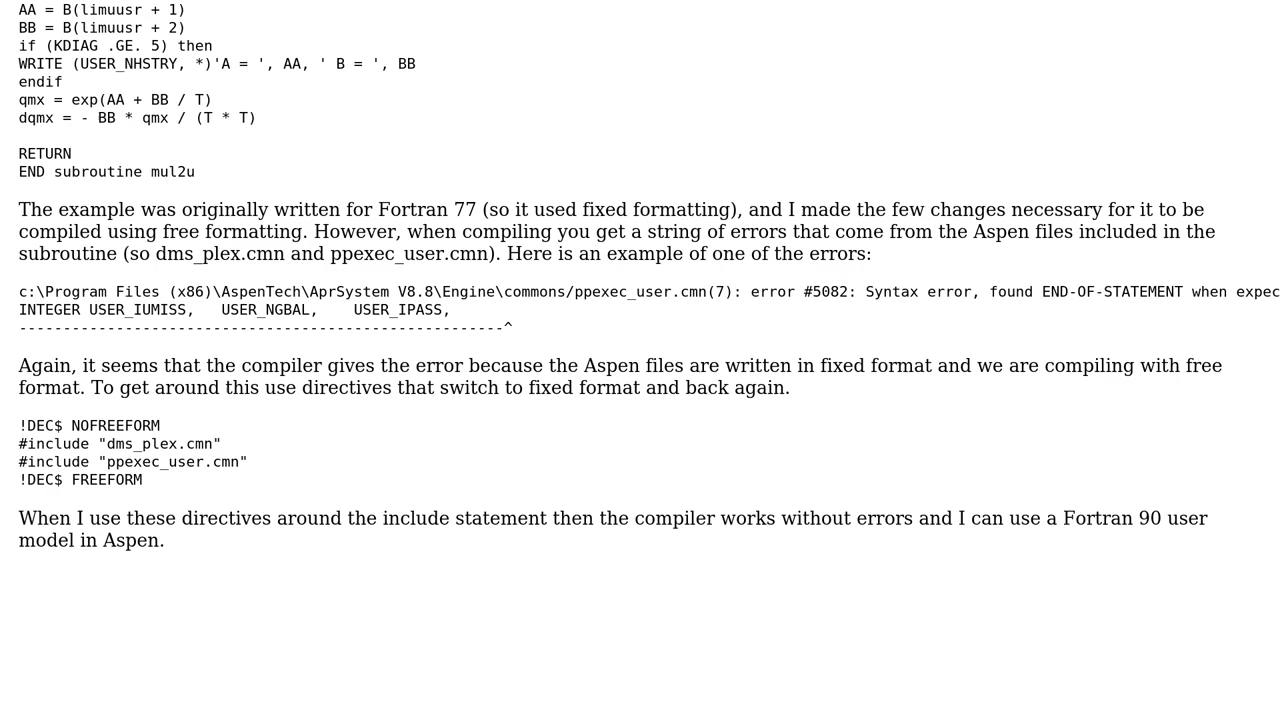 AA = B(limuusr + 1)
BB = B(limuusr + 2)
if (KDIAG .GE. 5) then
WRITE (USER_NHSTRY, *)'A = ', AA, ' B = ', BB
endif
qmx = exp(AA + BB / T)
dqmx = - BB * qmx / (T * T)
RETURN
END subroutine mul2u
The example was originally written for Fortran 77 (so it used fixed formatting), and I made the few changes necessary for it to be
compiled using free formatting. However, when compiling you get a string of errors that come from the Aspen files included in the
subroutine (so dms_plex.cmn and ppexec_user.cmn). Here is an example of one of the errors:
c:\Program Files (x86)\AspenTech\AprSystem V8.8\Engine\commons/ppexec_user.cmn(7): error #5082: Syntax error, found END-OF-STATEMENT when expec
INTEGER USER_IUMISS,   USER_NGBAL,    USER_IPASS,
-------------------------------------------------------^
Again, it seems that the compiler gives the error because the Aspen files are written in fixed format and we are compiling with free
format. To get around this use directives that switch to fixed format and back again.
!DEC$ NOFREEFORM
#include "dms_plex.cmn"
#include "ppexec_user.cmn"
!DEC$ FREEFORM
When I use these directives around the include statement then the compiler works without errors and I can use a Fortran 90 user
model in Aspen.